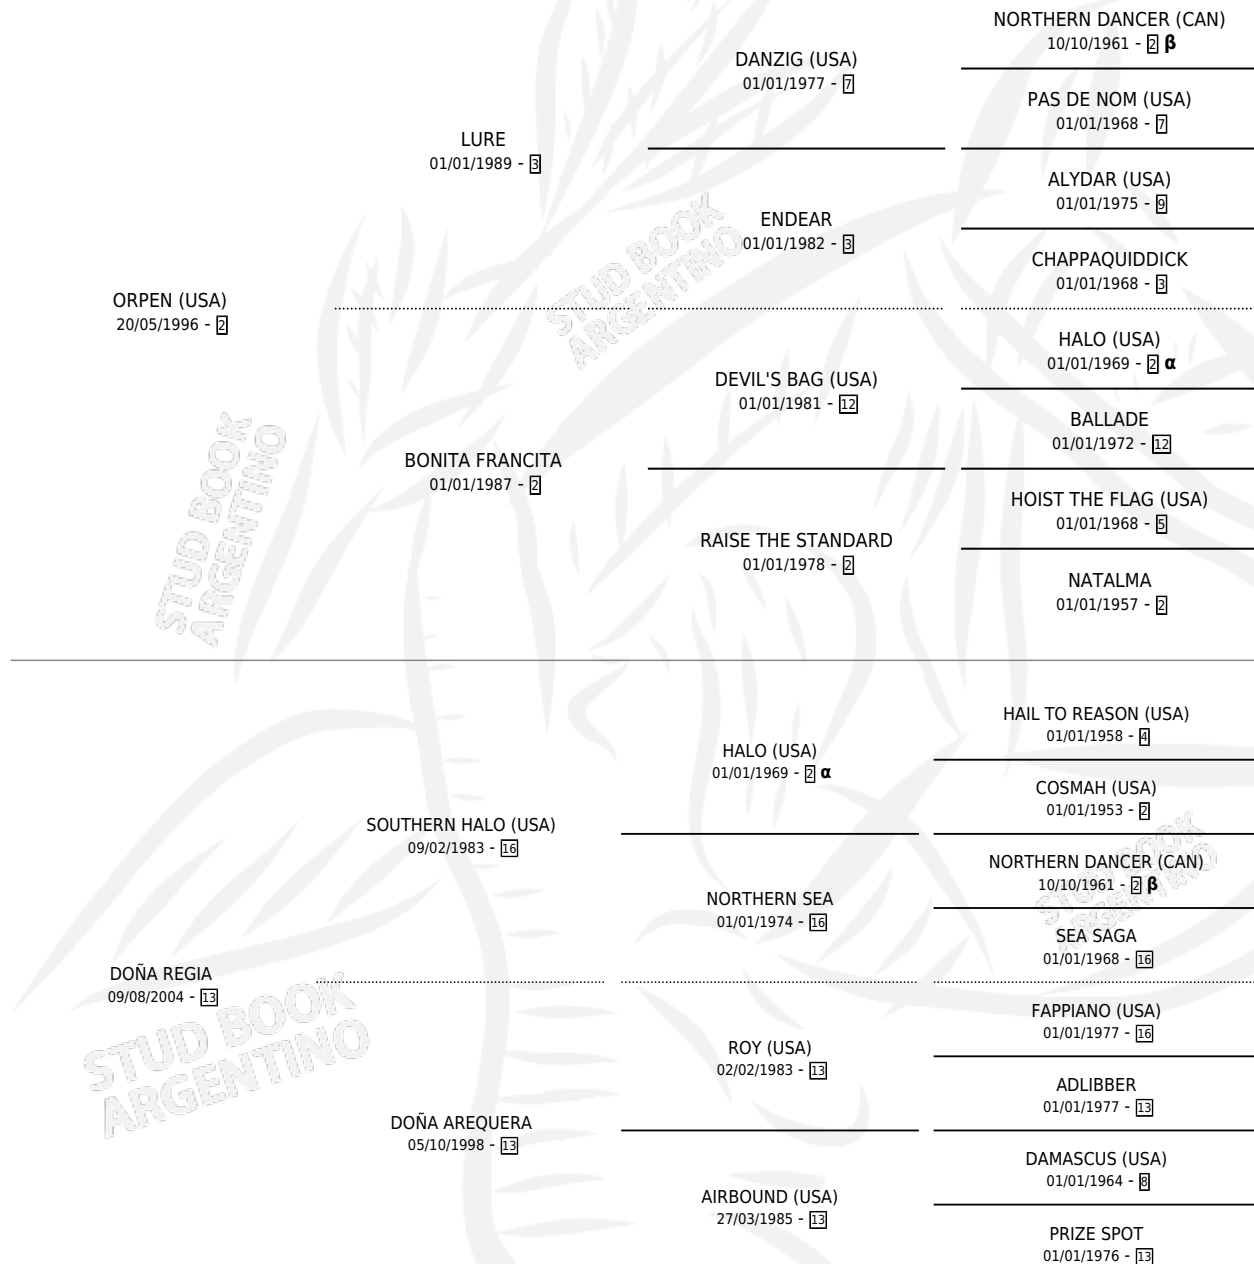 NORTHERN DANCER (CAN)
10/10/1961 - 2 β
DANZIG (USA)
01/01/1977 - 7
PAS DE NOM (USA)
01/01/1968 - 7
LURE
01/01/1989 - 3
ALYDAR (USA)
01/01/1975 - 9
ENDEAR
01/01/1982 - 3
CHAPPAQUIDDICK
01/01/1968 - 3
ORPEN (USA)
20/05/1996 - 2
HALO (USA)
01/01/1969 - 2 α
DEVIL'S BAG (USA)
01/01/1981 - 12
BALLADE
01/01/1972 - 12
BONITA FRANCITA
01/01/1987 - 2
HOIST THE FLAG (USA)
01/01/1968 - 5
RAISE THE STANDARD
01/01/1978 - 2
NATALMA
01/01/1957 - 2
HAIL TO REASON (USA)
01/01/1958 - 4
HALO (USA)
01/01/1969 - 2 α
COSMAH (USA)
01/01/1953 - 2
SOUTHERN HALO (USA)
09/02/1983 - 16
NORTHERN DANCER (CAN)
10/10/1961 - 2 β
NORTHERN SEA
01/01/1974 - 16
SEA SAGA
01/01/1968 - 16
DOÑA REGIA
09/08/2004 - 13
FAPPIANO (USA)
01/01/1977 - 16
ROY (USA)
02/02/1983 - 13
ADLIBBER
01/01/1977 - 13
DOÑA AREQUERA
05/10/1998 - 13
DAMASCUS (USA)
01/01/1964 - 8
AIRBOUND (USA)
27/03/1985 - 13
PRIZE SPOT
01/01/1976 - 13
STUD BOOK
ARGENTINO
STUD BOOK
ARGENTINO
STUD BOOK
ARGENTINO
STUD BOOK
ARGENTINO